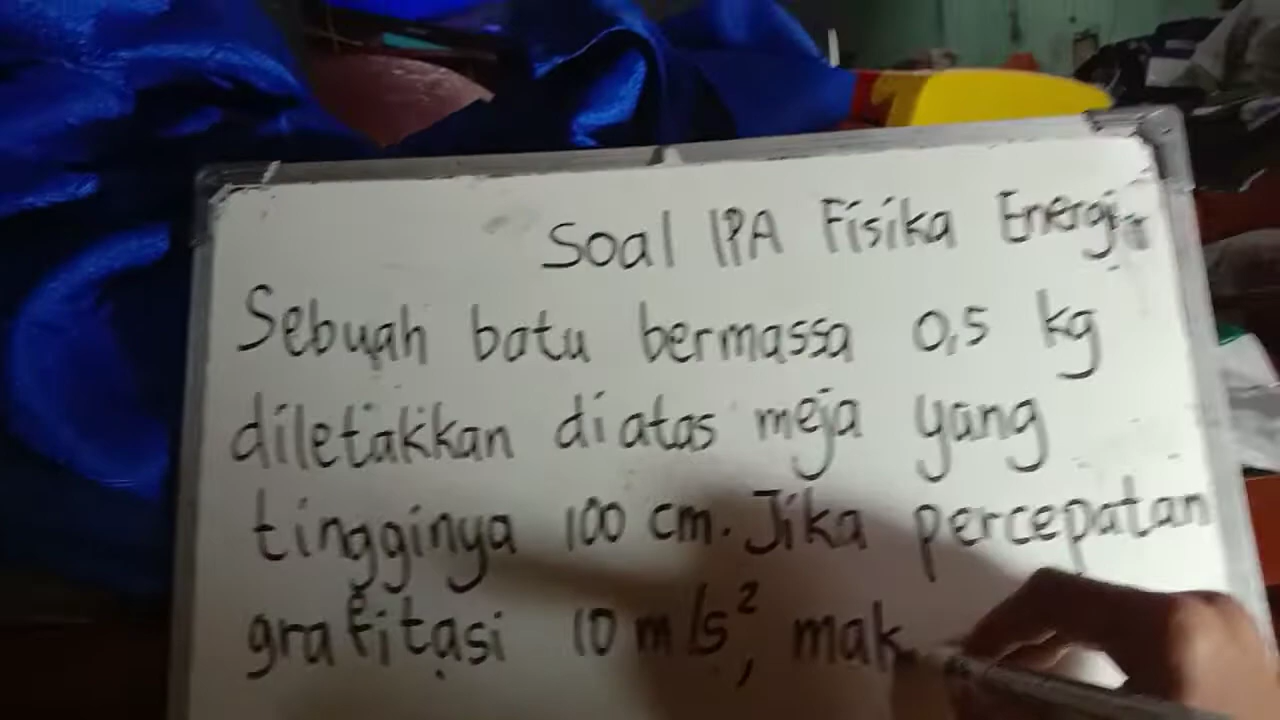 Soal IPA Fisika Energi
Sebuah batu bermassa 0,5 kg
diletakkan diatas meja yang
tingginya 100 cm. Jika percepatan
grafitasi 10 m/s², mak